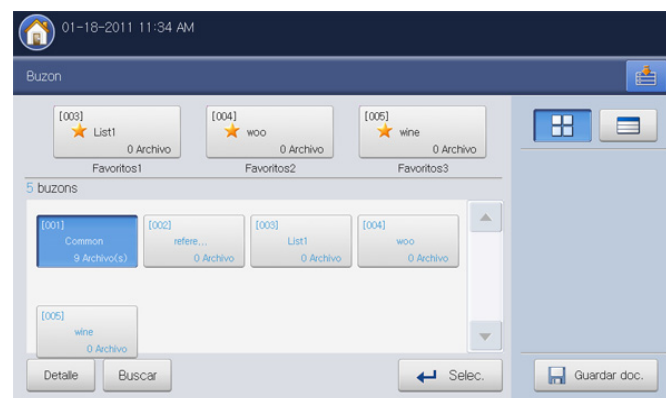 01-18-2011 11:34 AM
Buzon
[003]
List1
0 Archivo
Favoritos1
[004]
woo
0 Archivo
Favoritos2
[005]
wine
0 Archivo
Favoritos3
5 buzons
[001]
Common
9 Archivo(s)
[002]
refere...
0 Archivo
[003]
List1
0 Archivo
[004]
woo
0 Archivo
[005]
wine
0 Archivo
Detalle
Buscar
Selec.
Guardar doc.